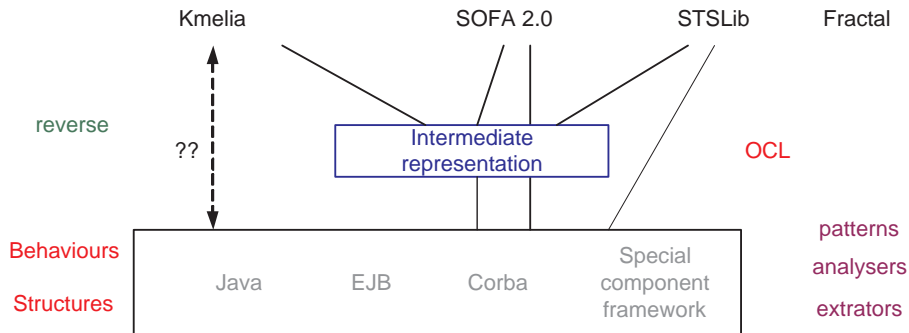 Kmelia SOFA 2.0 STSLib Fractal
reverse
??
Intermediate
representation
OCL
patterns
Behaviours
analysers
Structures
extrators
Java EJB Corba
Special
component
framework